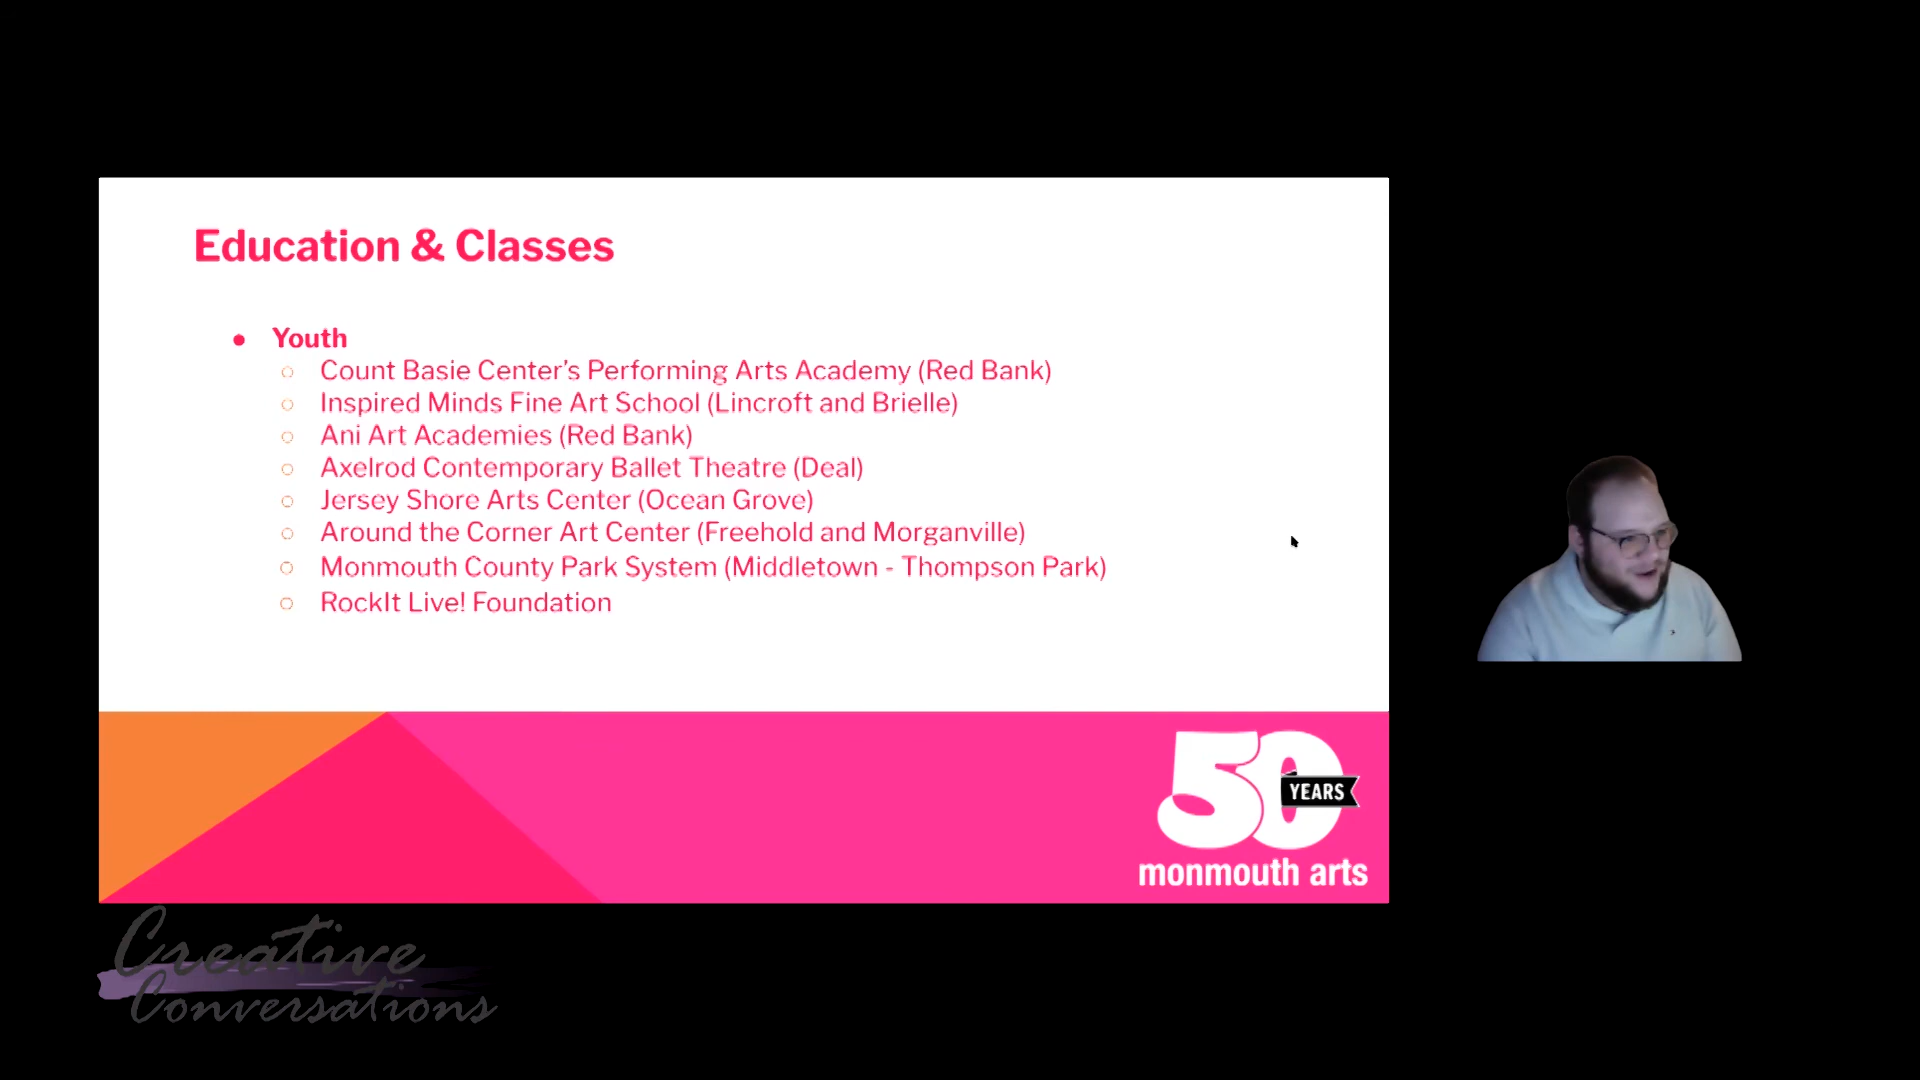 Education & Classes
Youth
Count Basie Center's Performing Arts Academy (Red Bank)
Inspired Minds Fine Art School (Lincroft and Brielle)
Ani Art Academies (Red Bank)
Axelrod Contemporary Ballet Theatre (Deal)
Jersey Shore Arts Center (Ocean Grove)
Around the Corner Art Center (Freehold and Morganville)
Monmouth County Park System (Middletown - Thompson Park)
RockIt Live! Foundation
50
YEARS
monmouth arts
Creative
Conversations